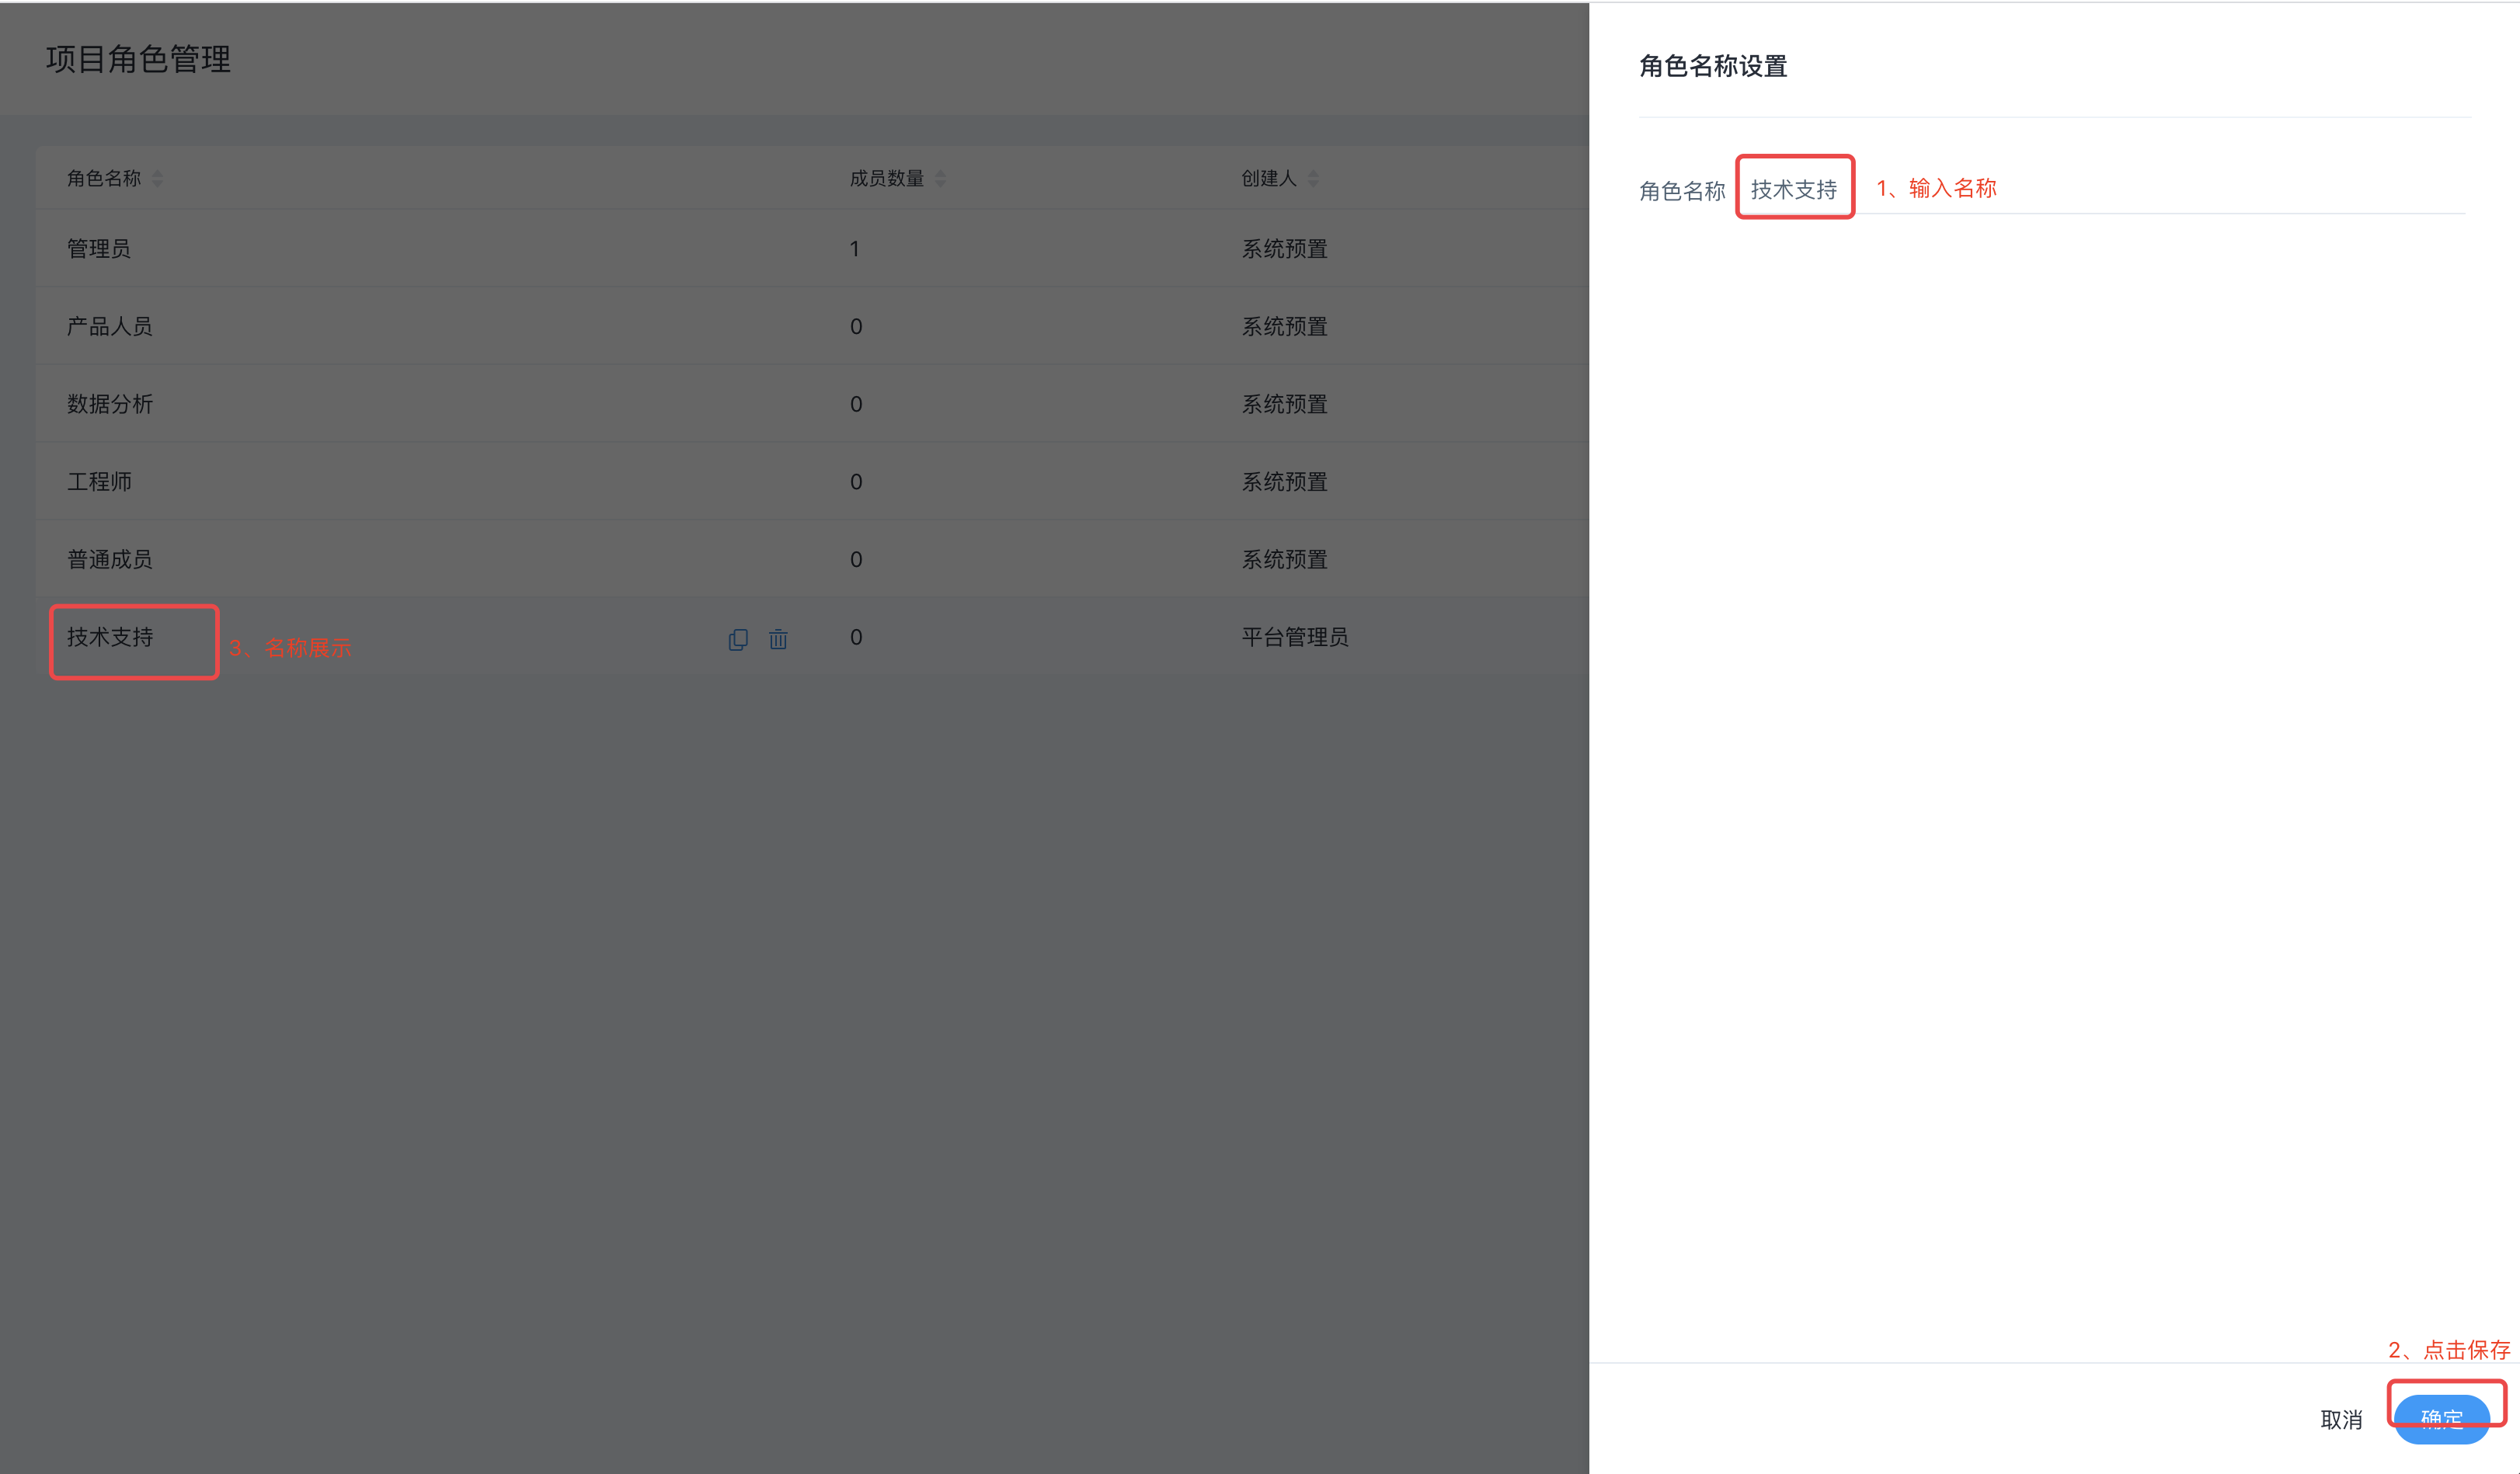 项目角色管理
角色名称 成员数量 创建人
管理员 1 系统预置
产品人员 0 系统预置
数据分析 0 系统预置
工程师 0 系统预置
普通成员 0 系统预置
技术支持 3、名称展示 0 平台管理员
角色名称设置
角色名称 技术支持 1、输入名称
2、点击保存
取消 确定